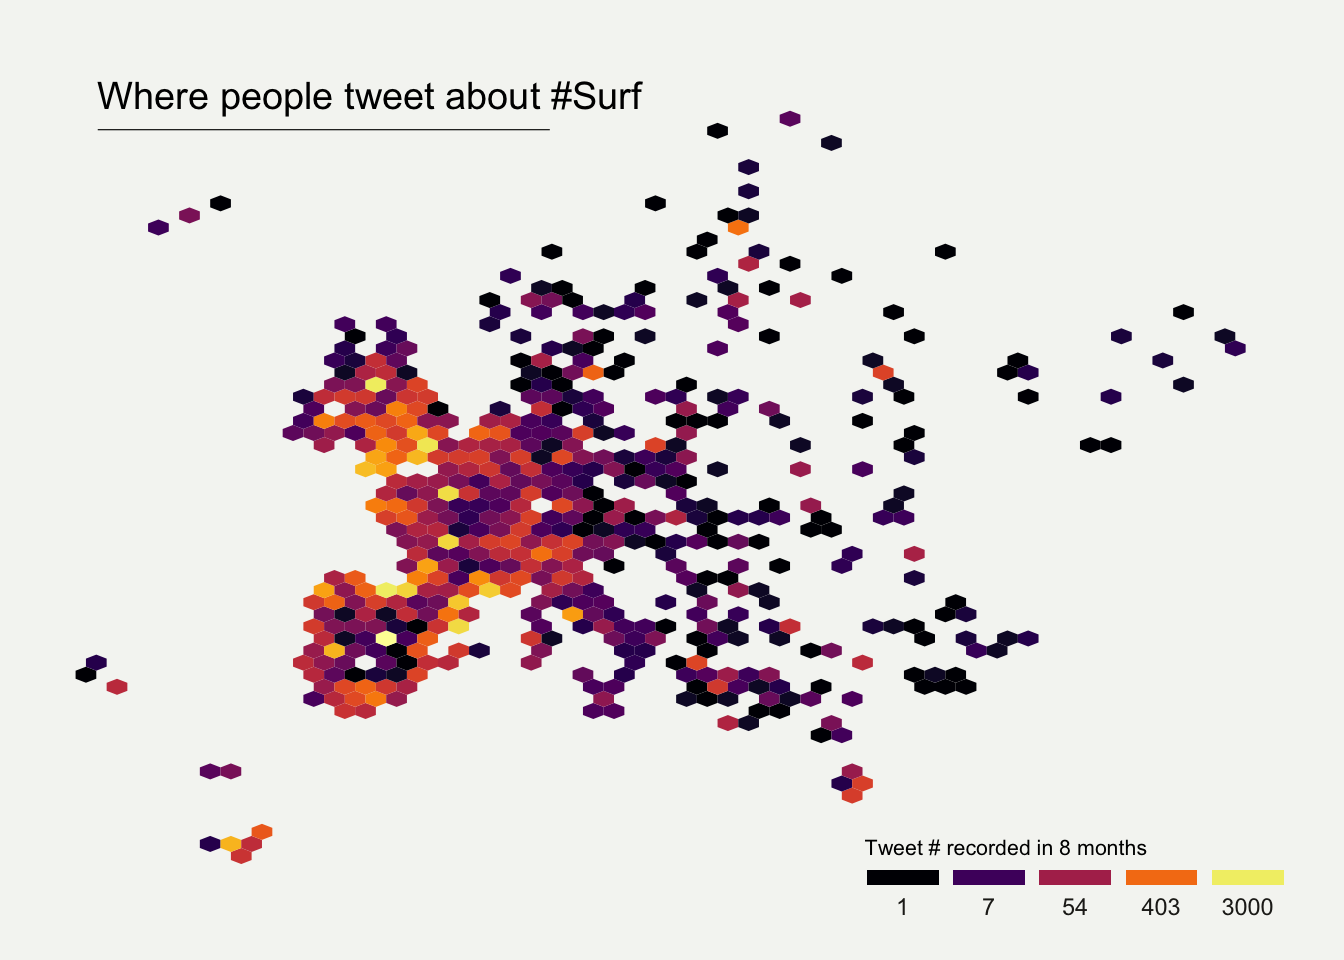 Where people tweet about #Surf
Tweet # recorded in 8 months
1 7 54 403 3000